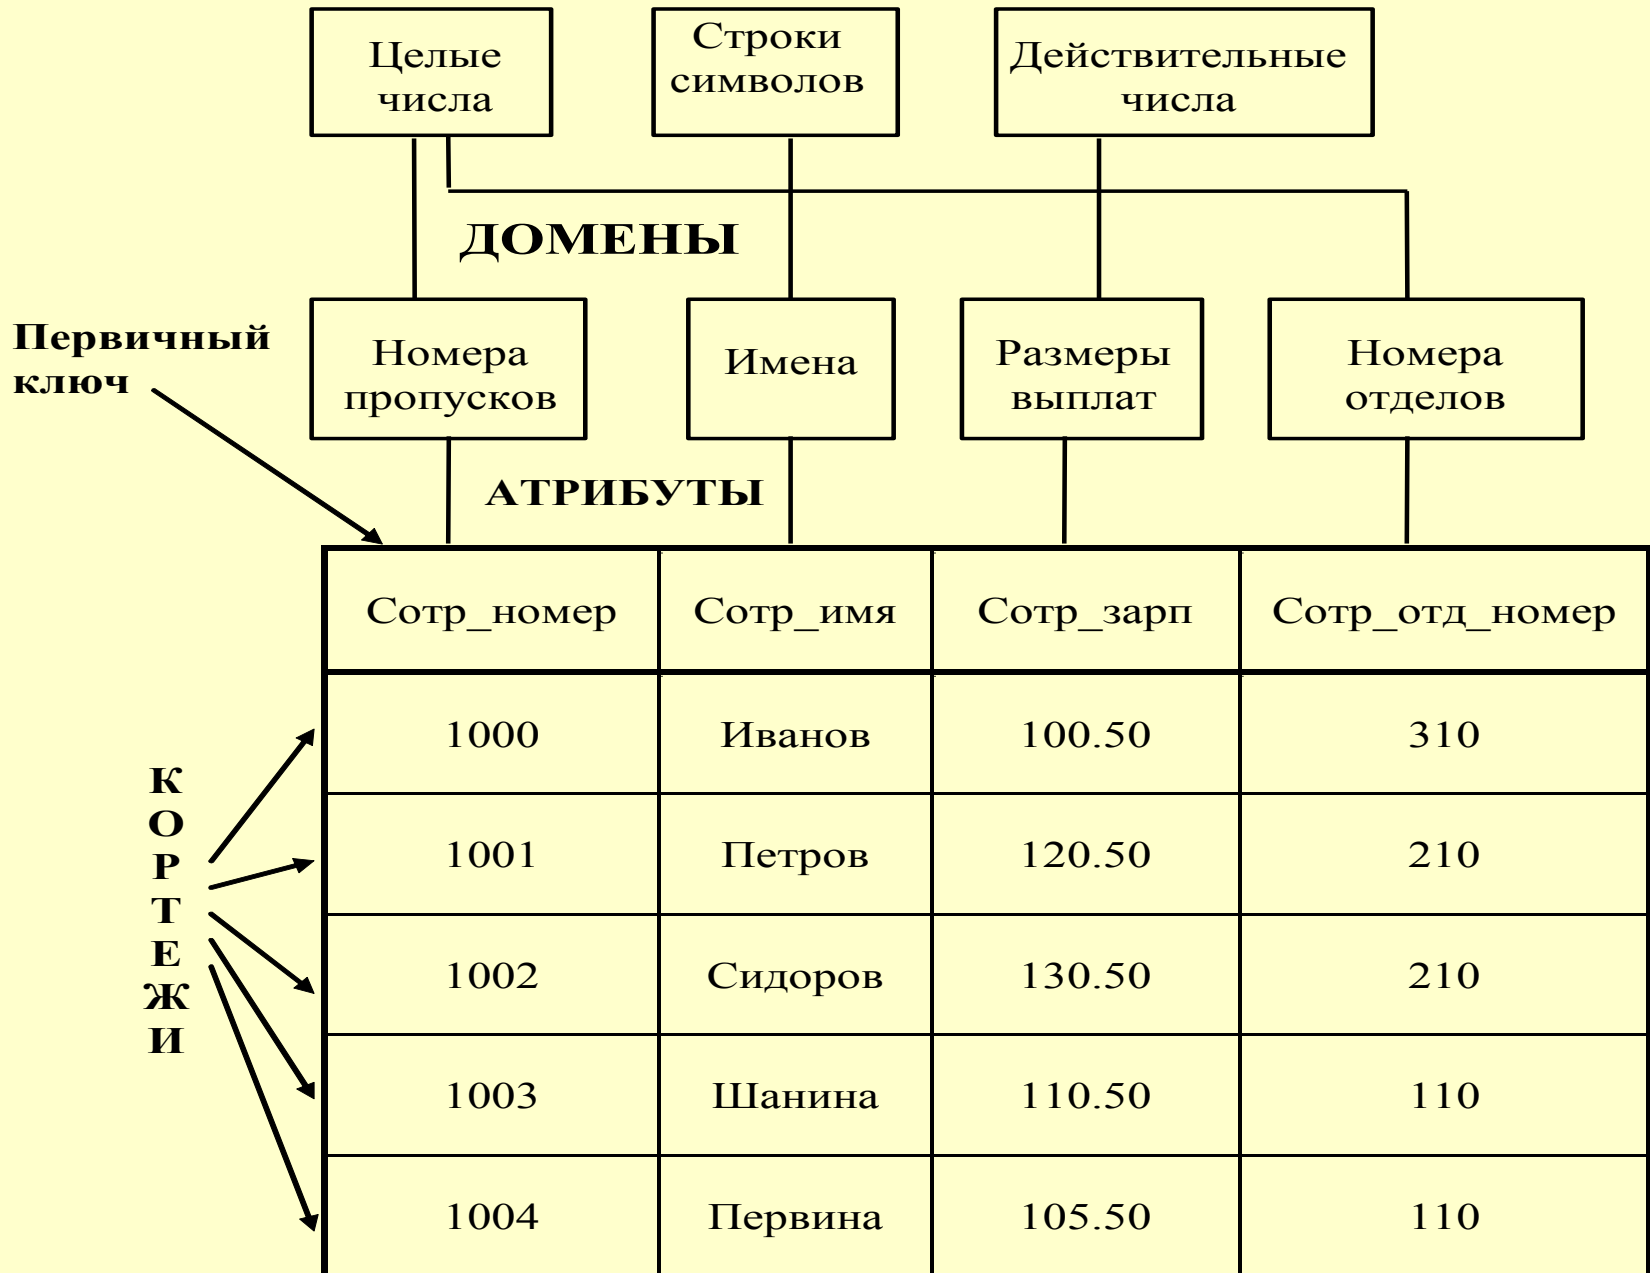 Целые
числа
Строки
символов
Действительные
числа
ДОМЕНЫ
Первичный
ключ
Номера
пропусков
Имена
Размеры
выплат
Номера
отделов
АТРИБУТЫ
Сотр_номер Сотр_имя Сотр_зарп Сотр_отд_номер
1000 Иванов 100.50 310
1001 Петров 120.50 210
1002 Сидоров 130.50 210
1003 Шанина 110.50 110
1004 Первина 105.50 110
К
О
Р
Т
Е
Ж
И